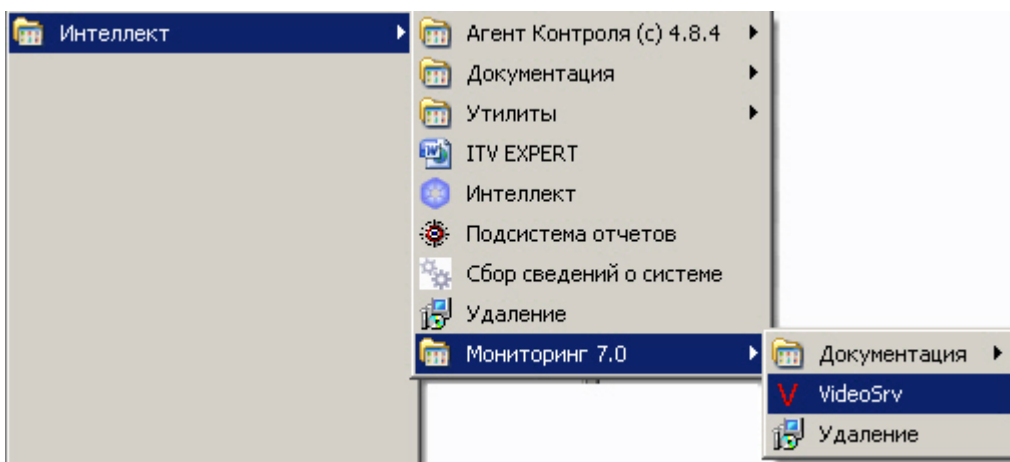 Интеллект
Агент Контроля (с) 4.8.4
Документация
Утилиты
ITV EXPERT
Интеллект
Подсистема отчетов
Сбор сведений о системе
Удаление
Мониторинг 7.0
Документация
VideoSrv
Удаление